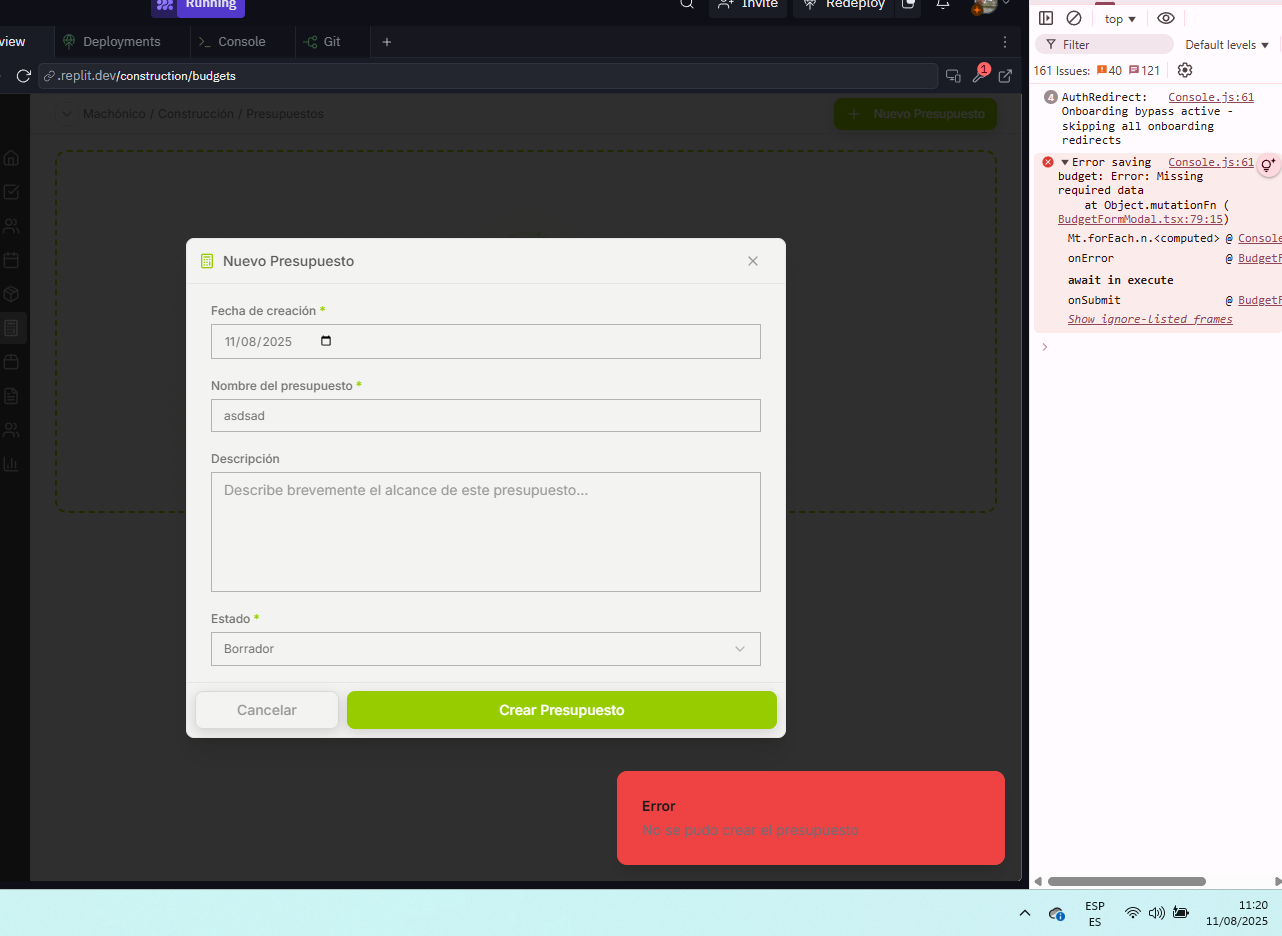 Running
Invite
Redeploy
view
Deployments
Console
Git
.replit.dev/construction/budgets
1
Machónico / Construcción / Presupuestos
Nuevo Presupuesto
Nuevo Presupuesto
Fecha de creación *
11/08/2025
Nombre del presupuesto *
asdsad
Descripción
Describe brevemente el alcance de este presupuesto...
Estado *
Borrador
Cancelar
Crear Presupuesto
Error
No se pudo crear el presupuesto
top
Filter
Default levels
161 Issues: 40 121
4 AuthRedirect: Console.js:61
Onboarding bypass active -
skipping all onboarding
redirects
Error saving Console.js:61
budget: Error: Missing
required data
at Object.mutationFn (
BudgetFormModal.tsx:79:15)
Mt.forEach.n.<computed> @ Console
onError @ BudgetF
await in execute
onSubmit @ BudgetF
Show ignore-listed frames
ESP
ES
11:20
11/08/2025